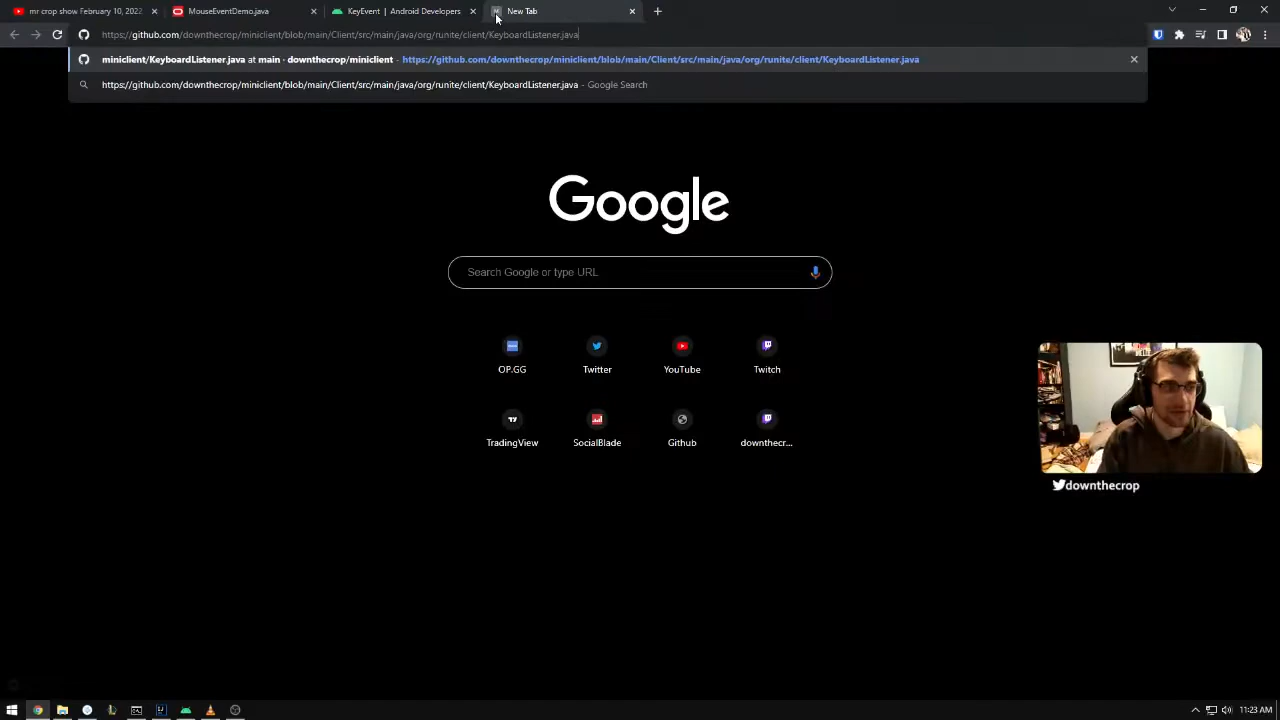 mr crop show February 10, 2022
MouseEventDemo.java
KeyEvent | Android Developers
New Tab
https://github.com/downthecrop/miniclient/blob/main/Client/src/main/java/org/runite/client/KeyboardListener.java
miniclient/KeyboardListener.java at main · downthecrop/miniclient - https://github.com/downthecrop/miniclient/blob/main/Client/src/main/java/org/runite/client/KeyboardListener.java
https://github.com/downthecrop/miniclient/blob/main/Client/src/main/java/org/runite/client/KeyboardListener.java - Google Search
Google
Search Google or type URL
OP.GG
Twitter
YouTube
Twitch
TradingView
SocialBlade
Github
downthecr...
downthecrop
11:23 AM